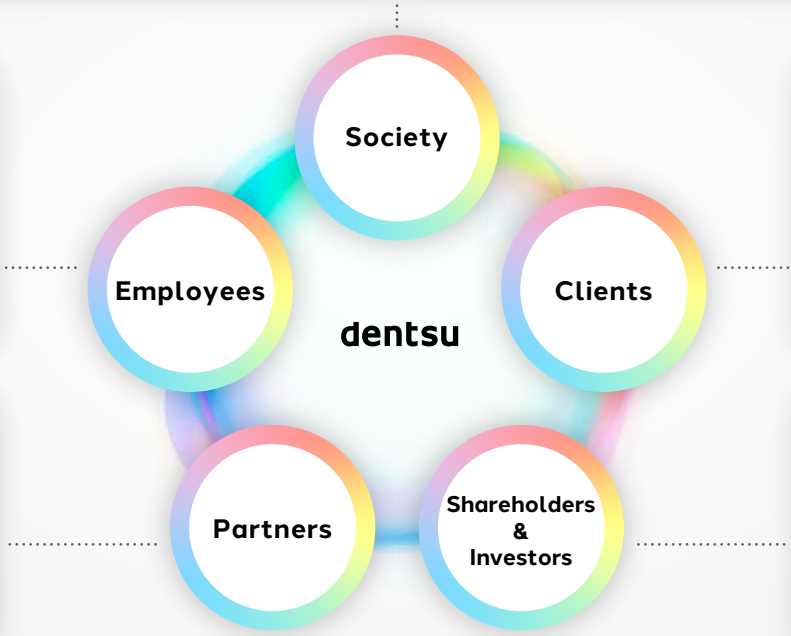 Society
Employees
Clients
dentsu
Partners
Shareholders
&
Investors